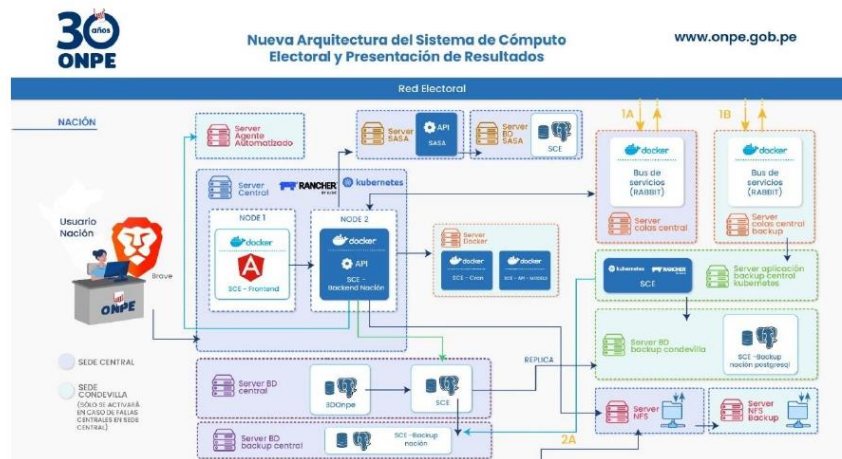 30 años
ONPE
Nueva Arquitectura del Sistema de Cómputo
Electoral y Presentación de Resultados
www.onpe.gob.pe
Red Electoral
NACIÓN
Server
Agente
Automatizado
Server
SASA
API
SASA
Server
BD
SASA
SCE
1A
1B
docker
Bus de
servicios
(RABBIT)
Server
colas central
docker
Bus de
servicios
(RABBIT)
Server
colas central
backup
Server
Central
RANCHER
kubernetes
NODE 1
docker
SCE - Frontend
NODE 2
docker
API
SCE -
Backend Nación
Server
Docker
docker
SCE - Cron
docker
Usuario
Nación
Brave
ONPE
kubernetes
RANCHER
SCE
Server aplicación
backup central
kubernetes
Server BD
backup condevilla
SCE -Backup
nación postgresql
SEDE CENTRAL
SEDE
CONDEVILLA
(SÓLO SE ACTIVARÁ
EN CASO DE FALLAS
CENTRALES EN SEDE
CENTRAL)
Server BD
central
BDOnpe
SCE
REPLICA
Server BD
backup central
SCE -Backup
nación
2A
Server
NFS
Server
NFS
Backup